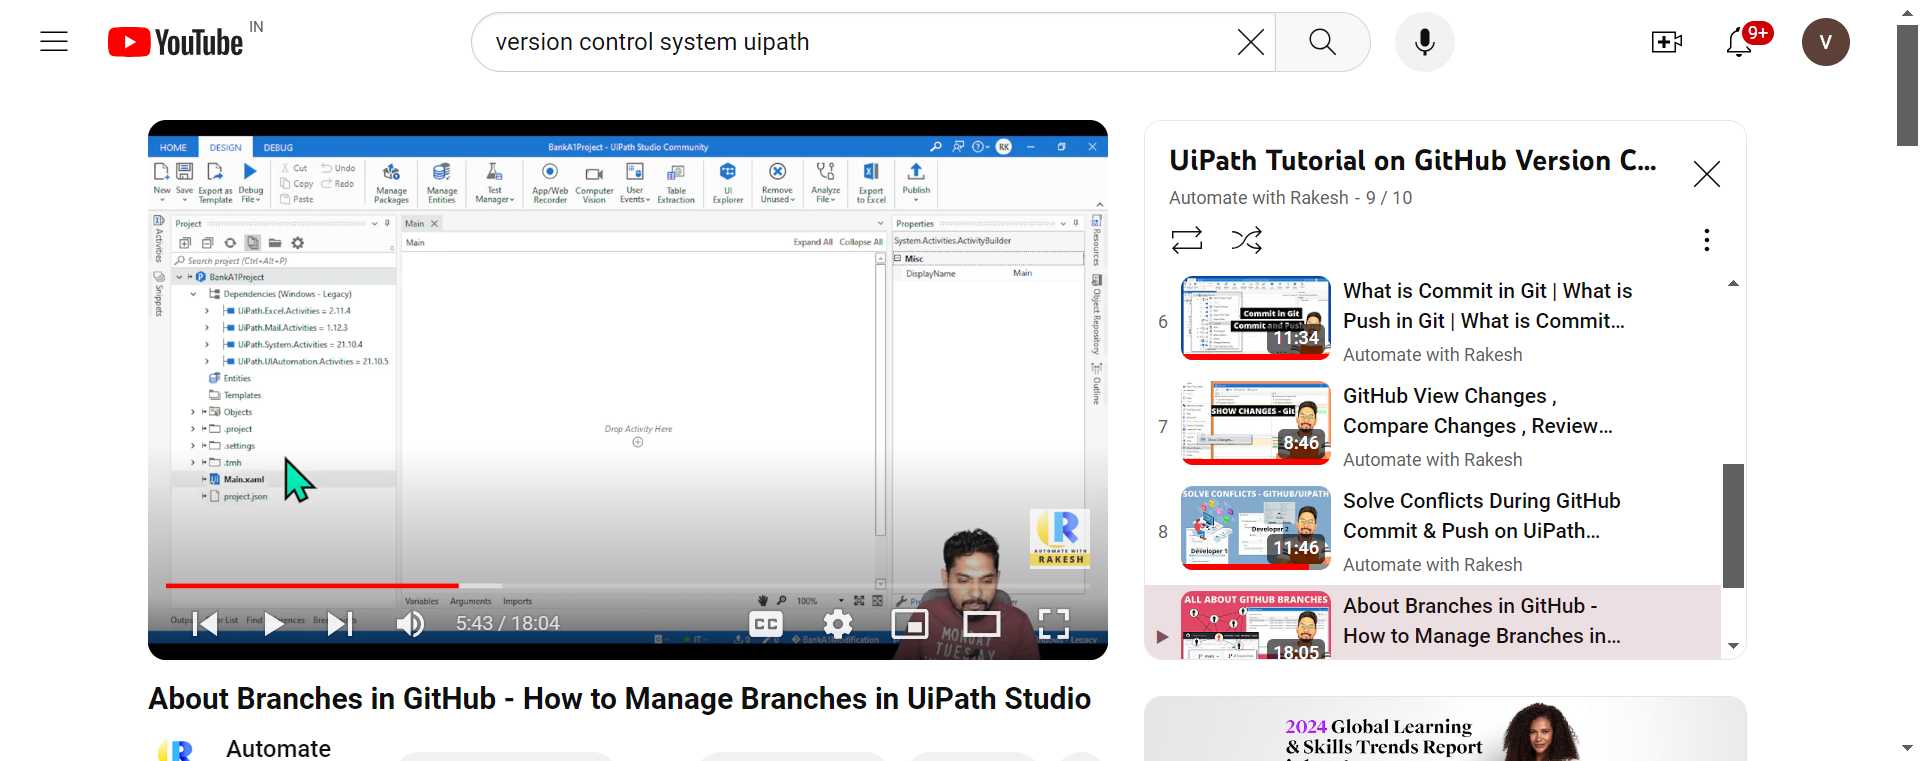 YouTube IN
version control system uipath
9+
V
HOME DESIGN DEBUG
BankA1Project - UiPath Studio Community
RK
New
Save
Export as Template
Debug File
Cut
Copy
Paste
Undo
Redo
Manage Packages
Manage Entities
Test Manager
App/Web Recorder
Computer Vision
User Events
Table Extraction
UI Explorer
Remove Unused
Analyze File
Export to Excel
Publish
Activities
Snippets
Project
Search project (Ctrl+Alt+P)
BankA1Project
Dependencies (Windows - Legacy)
UiPath.Excel.Activities = 2.11.4
UiPath.Mail.Activities = 1.12.3
UiPath.System.Activities = 21.10.4
UiPath.UIAutomation.Activities = 21.10.5
Entities
Templates
Objects
.project
.settings
.tmh
Main.xaml
project.json
Main
Main
Expand All Collapse All
Drop Activity Here
Properties
System.Activities.ActivityBuilder
Misc
DisplayName Main
Resources
Object Repository
Outline
R
AUTOMATE WITH
RAKESH
Variables Arguments Imports
100%
5:43 / 18:04
CC
MONDAY
TUESDAY
About Branches in GitHub - How to Manage Branches in UiPath Studio
R
Automate
UiPath Tutorial on GitHub Version C...
Automate with Rakesh - 9 / 10
6
Commit in Git
Commit and Push
11:34
What is Commit in Git | What is
Push in Git | What is Commit...
Automate with Rakesh
7
SHOW CHANGES - Git
8:46
GitHub View Changes ,
Compare Changes , Review...
Automate with Rakesh
8
SOLVE CONFLICTS - GITHUB/UIPATH
Developer 2
Developer 1
11:46
Solve Conflicts During GitHub
Commit & Push on UiPath...
Automate with Rakesh
ALL ABOUT GITHUB BRANCHES
18:05
About Branches in GitHub -
How to Manage Branches in...
2024 Global Learning
& Skills Trends Report